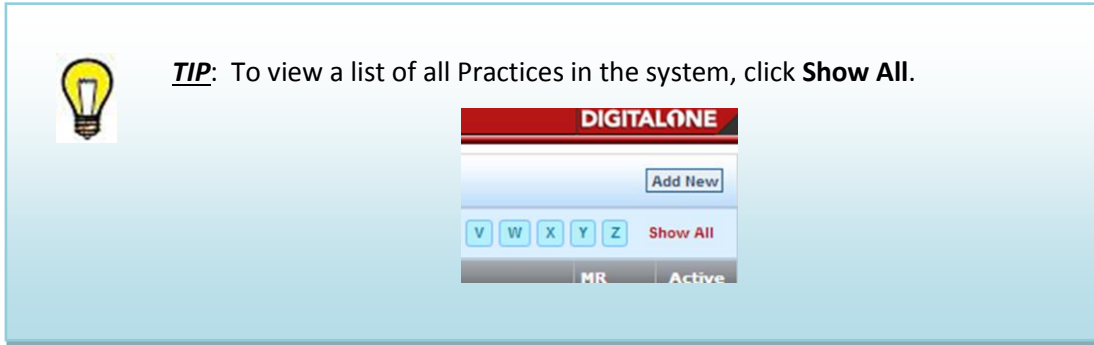 TIP: To view a list of all Practices in the system, click Show All.
DIGITALONE
Add New
V W X Y Z Show All
MR Active